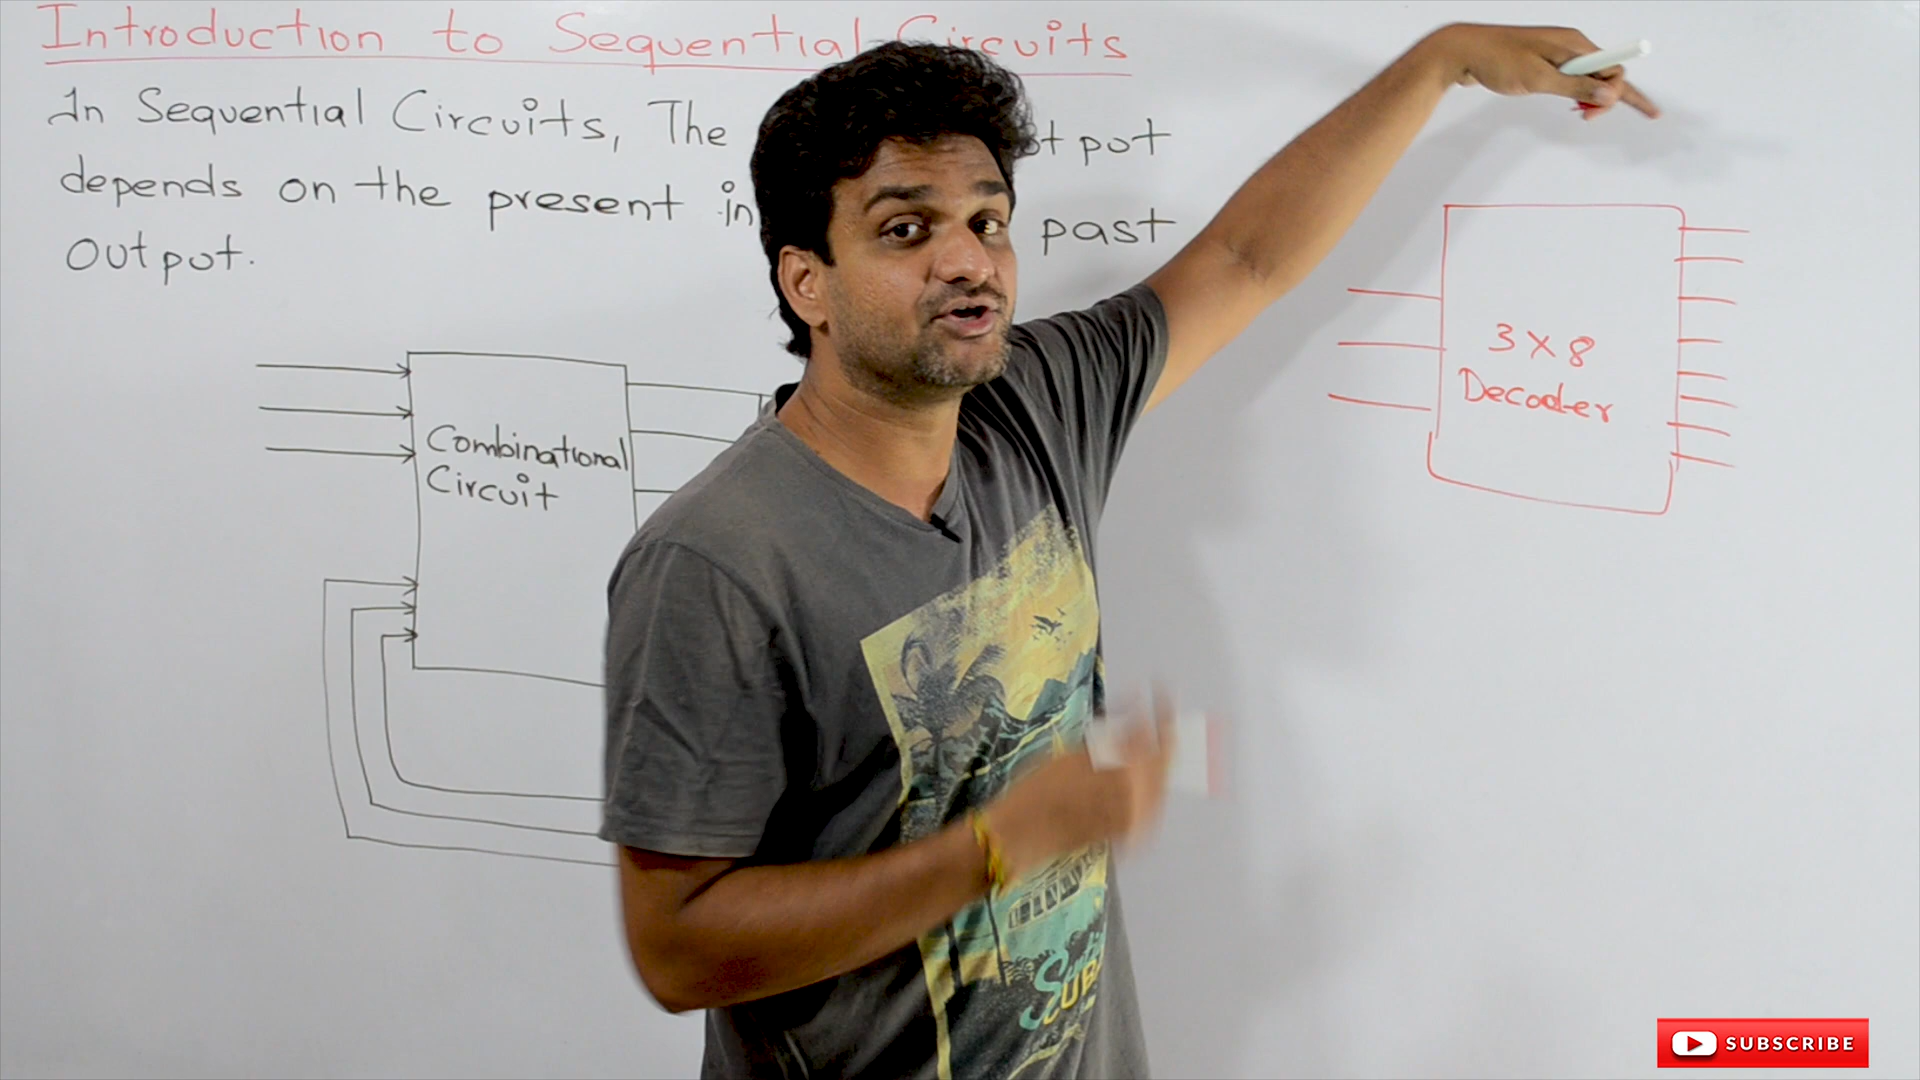 Introduction to Sequential Circuits
In Sequential Circuits, The
depends on the present in past
output.
Combinational
Circuit
3 X 8
Decoder
SUBSCRIBE